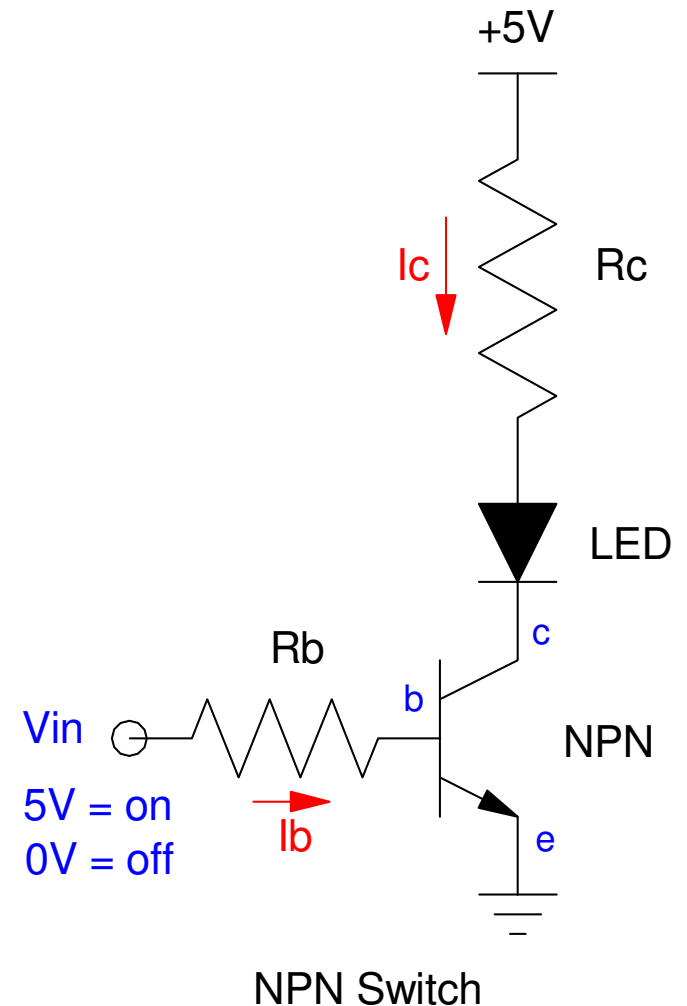 +5V
Ic
Rc
LED
c
Rb
b
Vin
NPN
5V = on
Ib
e
0V = off
NPN Switch